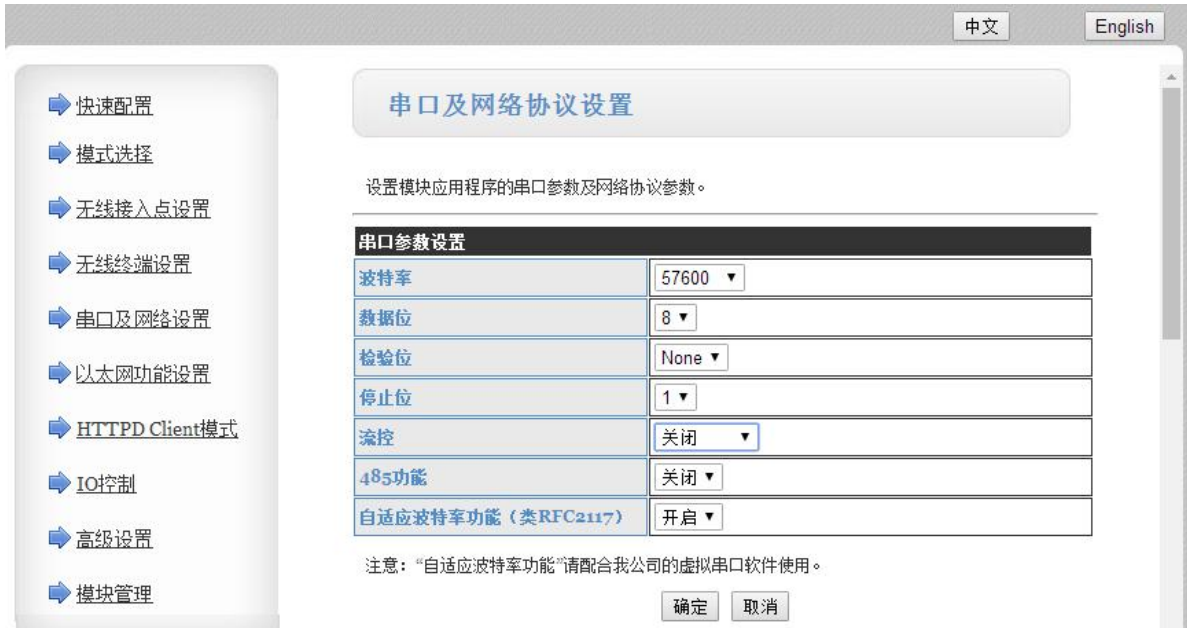 中文 English
快速配置
模式选择
无线接入点设置
无线终端设置
串口及网络设置
以太网功能设置
HTTPD Client模式
IO控制
高级设置
模块管理
串口及网络协议设置
设置模块应用程序的串口参数及网络协议参数。
串口参数设置
波特率 57600
数据位 8
检验位 None
停止位 1
流控 关闭
485功能 关闭
自适应波特率功能（类RFC2117） 开启
注意：“自适应波特率功能”请配合我公司的虚拟串口软件使用。
确定 取消